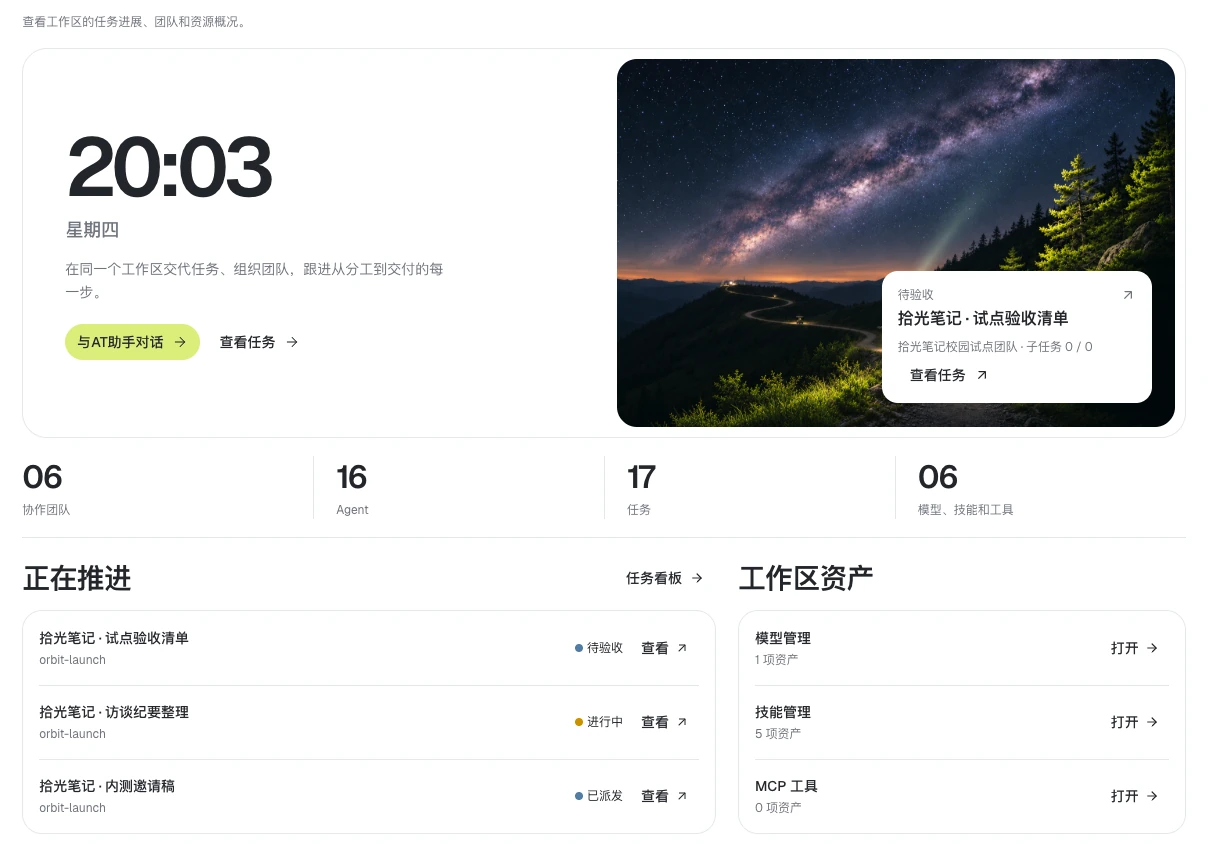 查看工作区的任务进展、团队和资源概况。
20:03
星期四
在同一个工作区交代任务、组织团队，跟进从分工到交付的每
一步。
与AT助手对话
查看任务
待验收
拾光笔记 · 试点验收清单
拾光笔记校园试点团队 · 子任务 0 / 0
查看任务
06
协作团队
16
Agent
17
任务
06
模型、技能和工具
正在推进
任务看板
拾光笔记 · 试点验收清单
orbit-launch
待验收
查看
拾光笔记 · 访谈纪要整理
orbit-launch
进行中
查看
拾光笔记 · 内测邀请稿
orbit-launch
已派发
查看
工作区资产
模型管理
1 项资产
打开
技能管理
5 项资产
打开
MCP 工具
0 项资产
打开